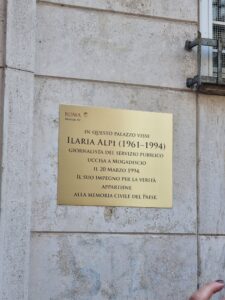 ROMA
IN QUESTO PALAZZO VISSE
ILARIA ALPI (1961-1994)
GIORNALISTA DEL SERVIZIO PUBBLICO
UCCISA A MOGADISCIO
IL 20 MARZO 1994
IL SUO IMPEGNO PER LA VERITÀ
APPARTIENE
ALLA MEMORIA CIVILE DEL PAESE